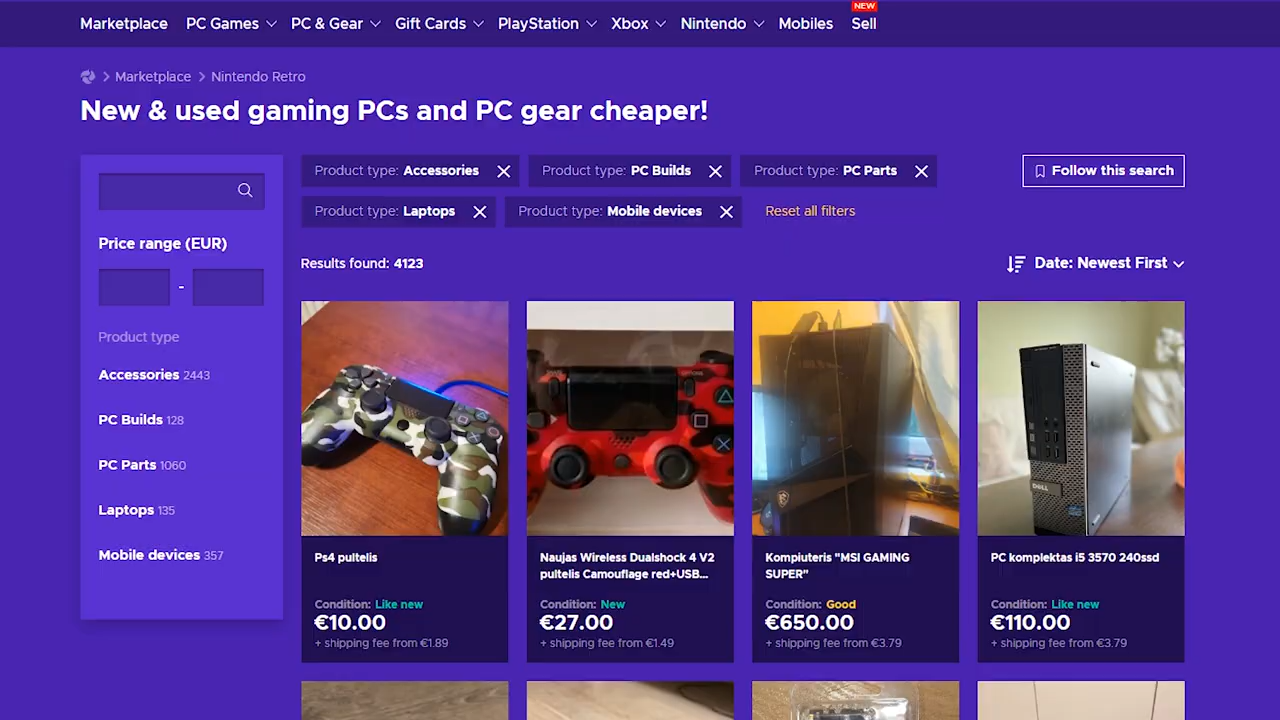 NEW
Marketplace PC Games PC & Gear Gift Cards PlayStation Xbox Nintendo Mobiles Sell
Marketplace Nintendo Retro
New & used gaming PCs and PC gear cheaper!
Product type: Accessories Product type: PC Builds Product type: PC Parts Follow this search
Product type: Laptops Product type: Mobile devices Reset all filters
Price range (EUR)
-
Product type
Accessories 2443
PC Builds 128
PC Parts 1060
Laptops 135
Mobile devices 357
Results found: 4123 Date: Newest First
OPTIONS
DELL
Ps4 pultelis
Condition: Like new
€10.00
+ shipping fee from €1.89
Naujas Wireless Dualshock 4 V2
pultelis Camouflage red+USB...
Condition: New
€27.00
+ shipping fee from €1.49
Kompiuteris "MSI GAMING
SUPER"
Condition: Good
€650.00
+ shipping fee from €3.79
PC komplektas i5 3570 240ssd
Condition: Like new
€110.00
+ shipping fee from €3.79